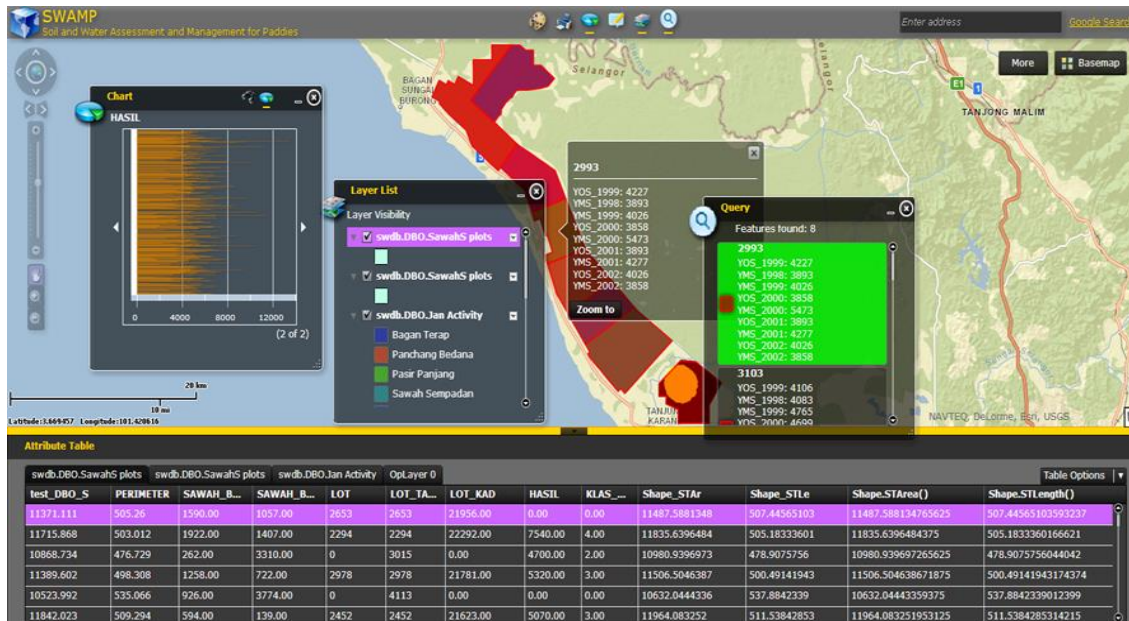 SWAMP
Soil and Water Assessment and Management for Paddies
Enter address
Google Search
More
Basemap
Selangor
BAGAN
SUNGAI
BURONG
E1
1
TANJONG MALIM
Chart
HASIL
0 4000 8000 12000
(2 of 2)
Layer List
Layer Visibility
swdb.DBO.SawahS plots
swdb.DBO.SawahS plots
swdb.DBO.Jan Activity
Bagan Terap
Panchang Bedana
Pasir Panjang
Sawah Sempadan
2993
YOS_1999: 4227
YMS_1998: 3893
YMS_1999: 4026
YOS_2000: 3858
YMS_2000: 5473
YOS_2001: 3893
YMS_2001: 4277
YOS_2002: 4026
YMS_2002: 3858
Zoom to
Query
Features found: 8
2993
YOS_1999: 4227
YMS_1998: 3893
YMS_1999: 4026
YOS_2000: 3858
YMS_2000: 5473
YOS_2001: 3893
YMS_2001: 4277
YOS_2002: 4026
YMS_2002: 3858
3103
YOS_1999: 4106
YMS_1998: 4083
YMS_1999: 4765
YOS_2000: 4699
20 km
10 mi
Latitude:3.669457 Longitude:101.420616
KARAN
NAVTEQ, DeLorme, Esri, USGS
Attribute Table
swdb.DBO.SawahS plots swdb.DBO.SawahS plots swdb.DBO.Jan Activity OpLayer 0 Table Options
test_DBO_S PERIMETER SAWAH_B... SAWAH_B... LOT LOT_TA... LOT_KAD HASIL KLAS_... Shape_STAr Shape_STLe Shape.STArea() Shape.STLength()
11371.111 505.26 1590.00 1057.00 2653 2653 21956.00 0.00 0.00 11487.5881348 507.44565103 11487.588134765625 507.44565103593237
11715.868 503.012 1922.00 1407.00 2294 2294 22292.00 7540.00 4.00 11835.6396484 505.18333601 11835.6396484375 505.1833360166621
10868.734 476.729 262.00 3310.00 0 3015 0.00 4700.00 2.00 10980.9396973 478.9075756 10980.939697265625 478.9075756044042
11389.602 498.308 1258.00 722.00 2978 2978 21781.00 5320.00 3.00 11506.5046387 500.49141943 11506.504638671875 500.49141943174374
10523.992 535.066 926.00 3774.00 0 4113 0.00 0.00 0.00 10632.0444336 537.8842339 10632.04443359375 537.8842339012399
11842.023 509.294 594.00 139.00 2452 2452 21623.00 5070.00 3.00 11964.083252 511.53842853 11964.083251953125 511.5384285314215